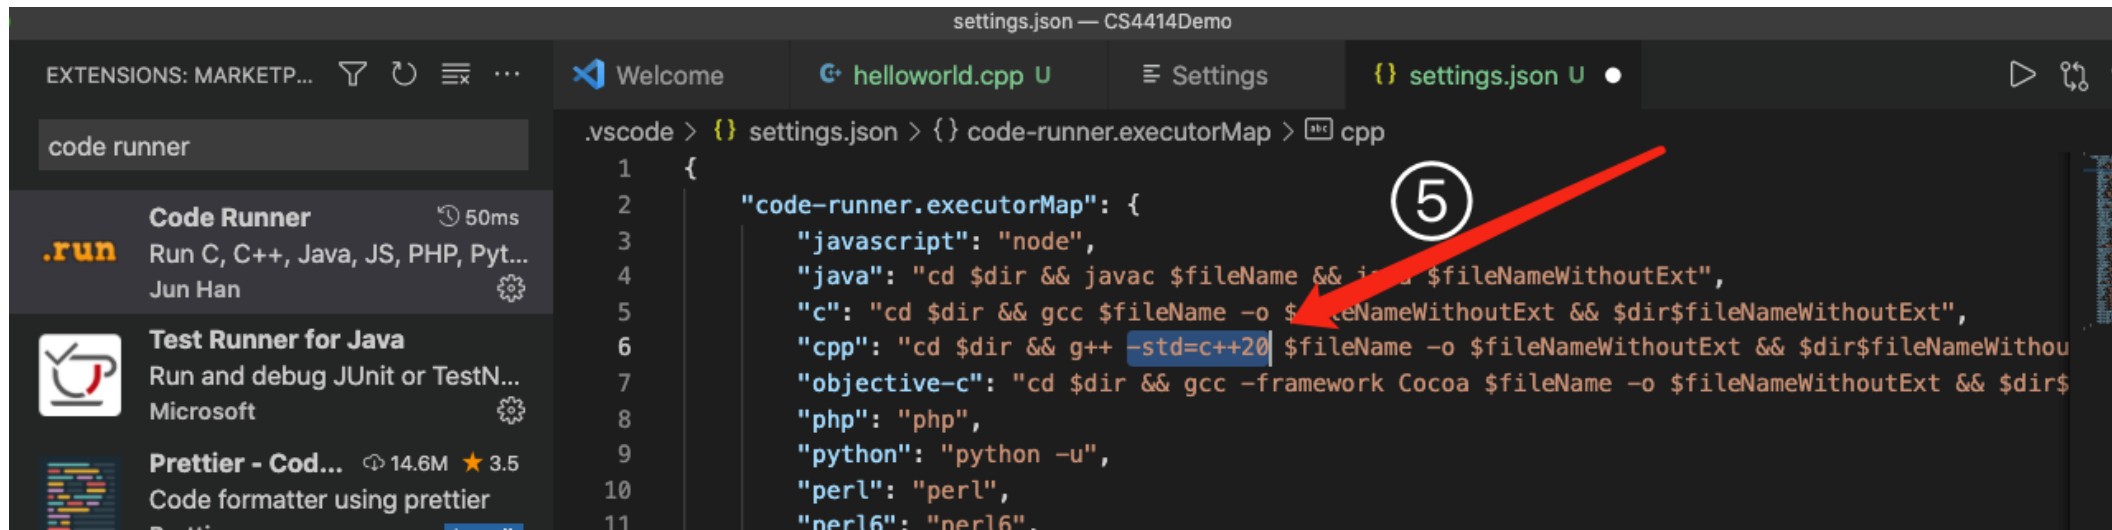 settings.json — CS4414Demo
EXTENSIONS: MARKETP... ...
Welcome
helloworld.cpp U
Settings
{} settings.json U
code runner
.vscode > {} settings.json > {} code-runner.executorMap > abc cpp
.run
Code Runner 50ms
Run C, C++, Java, JS, PHP, Pyt...
Jun Han
Test Runner for Java
Run and debug JUnit or TestN...
Microsoft
Prettier - Cod... 14.6M ★ 3.5
Code formatter using prettier
5
1 {
2 "code-runner.executorMap": {
3 "javascript": "node",
4 "java": "cd $dir && javac $fileName && $fileNameWithoutExt",
5 "c": "cd $dir && gcc $fileName -o $fileNameWithoutExt && $dir$fileNameWithoutExt",
6 "cpp": "cd $dir && g++ -std=c++20 $fileName -o $fileNameWithoutExt && $dir$fileNameWithou
7 "objective-c": "cd $dir && gcc -framework Cocoa $fileName -o $fileNameWithoutExt && $dir$
8 "php": "php",
9 "python": "python -u",
10 "perl": "perl",
11 "perl6": "perl6",